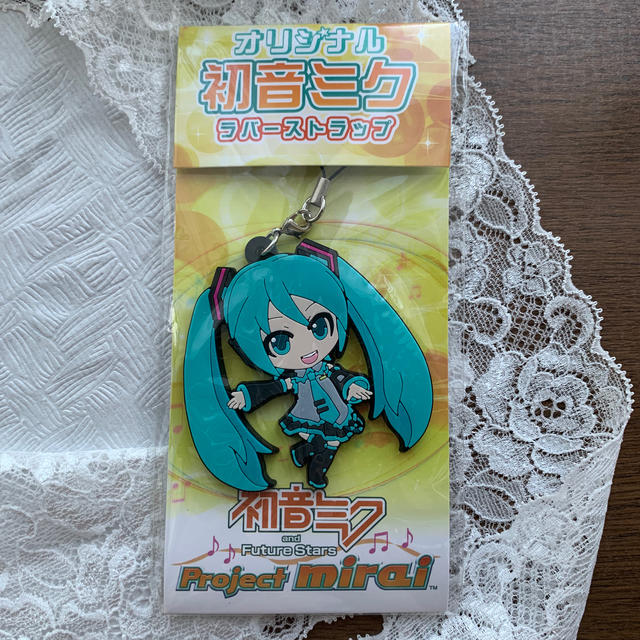 オリジナル
初音ミク
ラバーストラップ
初音ミク
and
Future Stars
Project mirai™